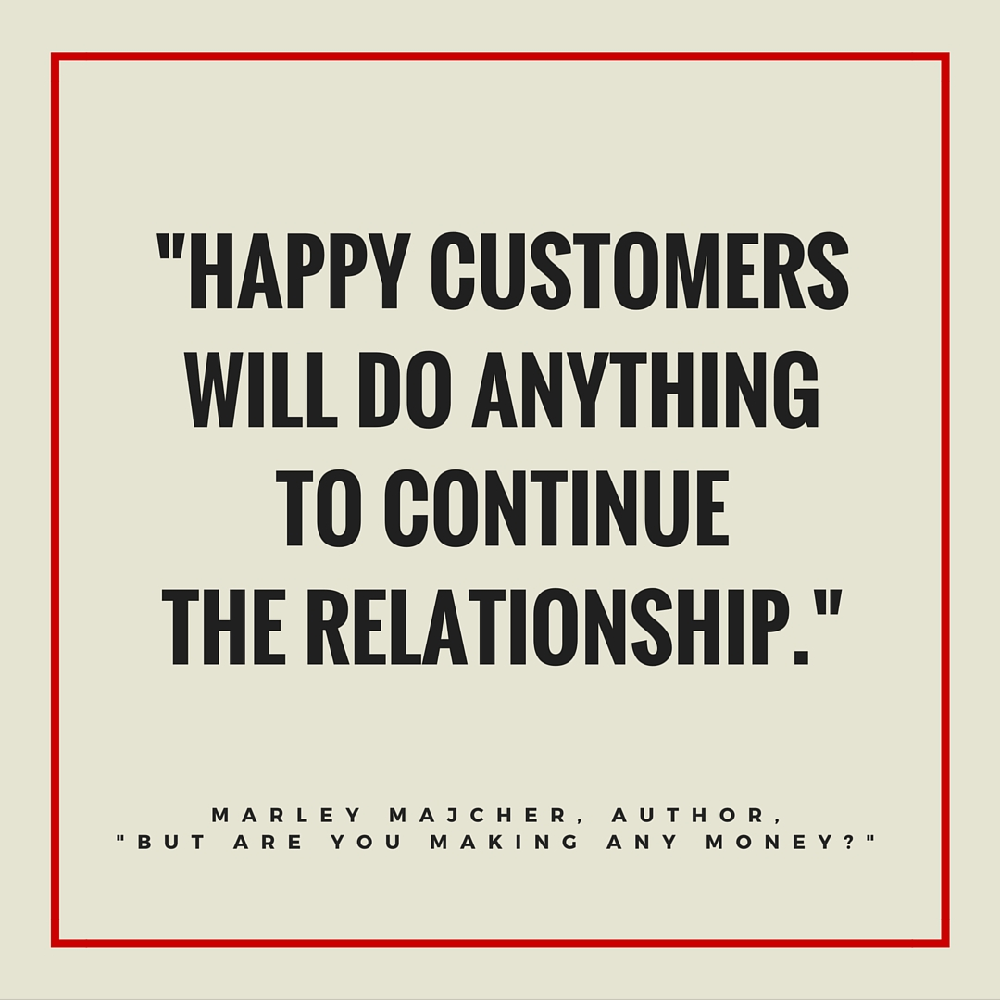 "HAPPY CUSTOMERS
WILL DO ANYTHING
TO CONTINUE
THE RELATIONSHIP."
MARLEY MAJCHER, AUTHOR,
"BUT ARE YOU MAKING ANY MONEY?"